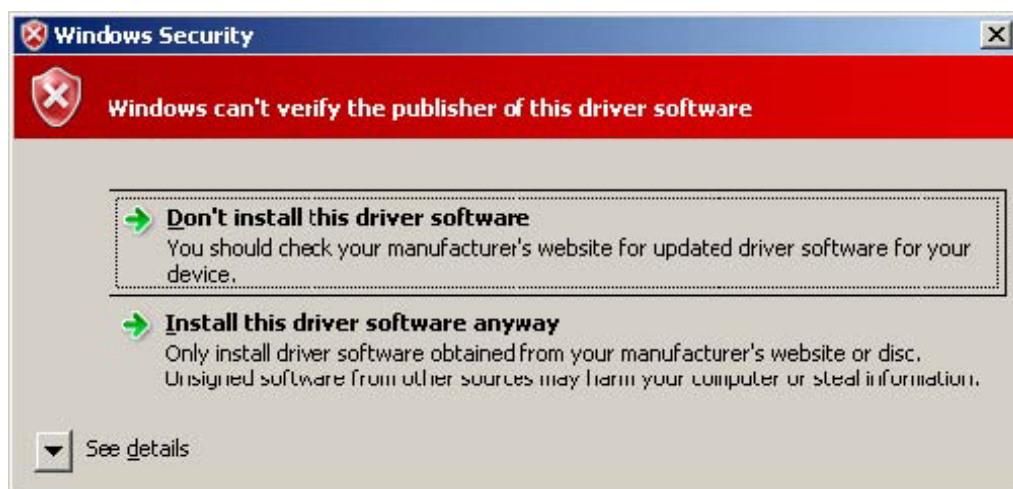 Windows Security
Windows can't verify the publisher of this driver software
Don't install this driver software
You should check your manufacturer's website for updated driver software for your
device.
Install this driver software anyway
Only install driver software obtained from your manufacturer's website or disc.
Unsigned software from other sources may harm your computer or steal information.
See details